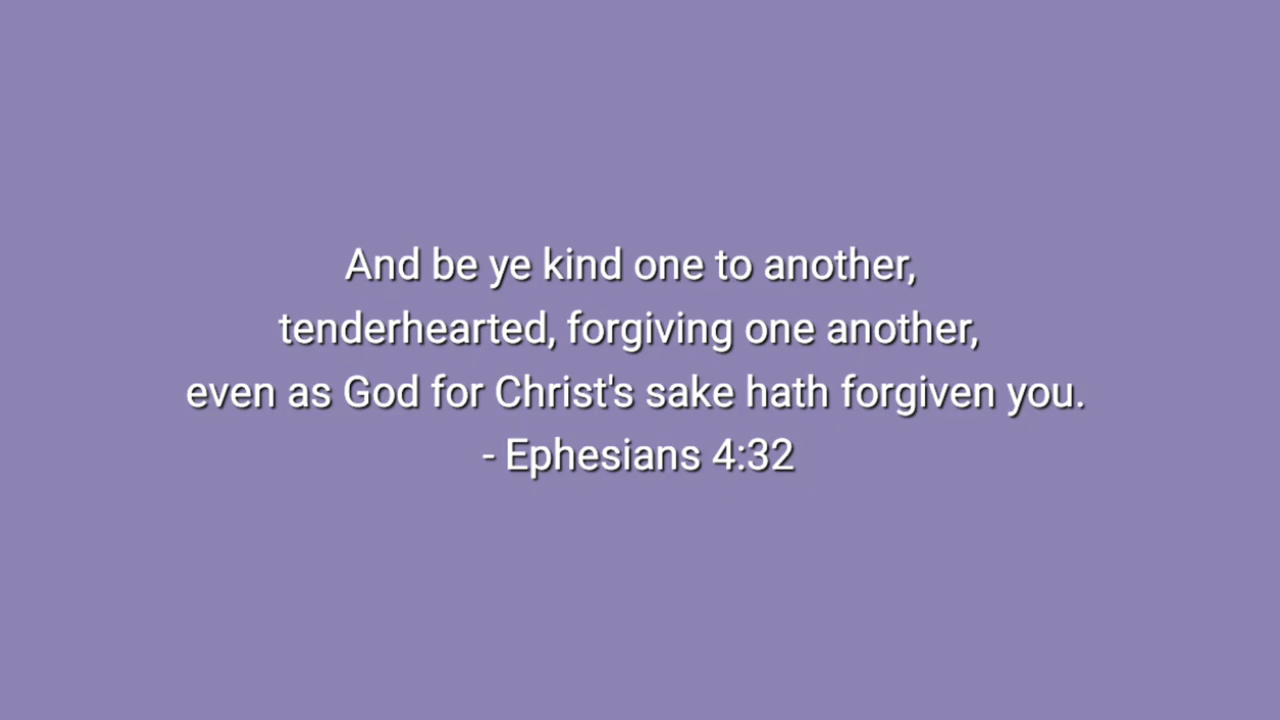 And be ye kind one to another,
tenderhearted, forgiving one another,
even as God for Christ's sake hath forgiven you.
- Ephesians 4:32